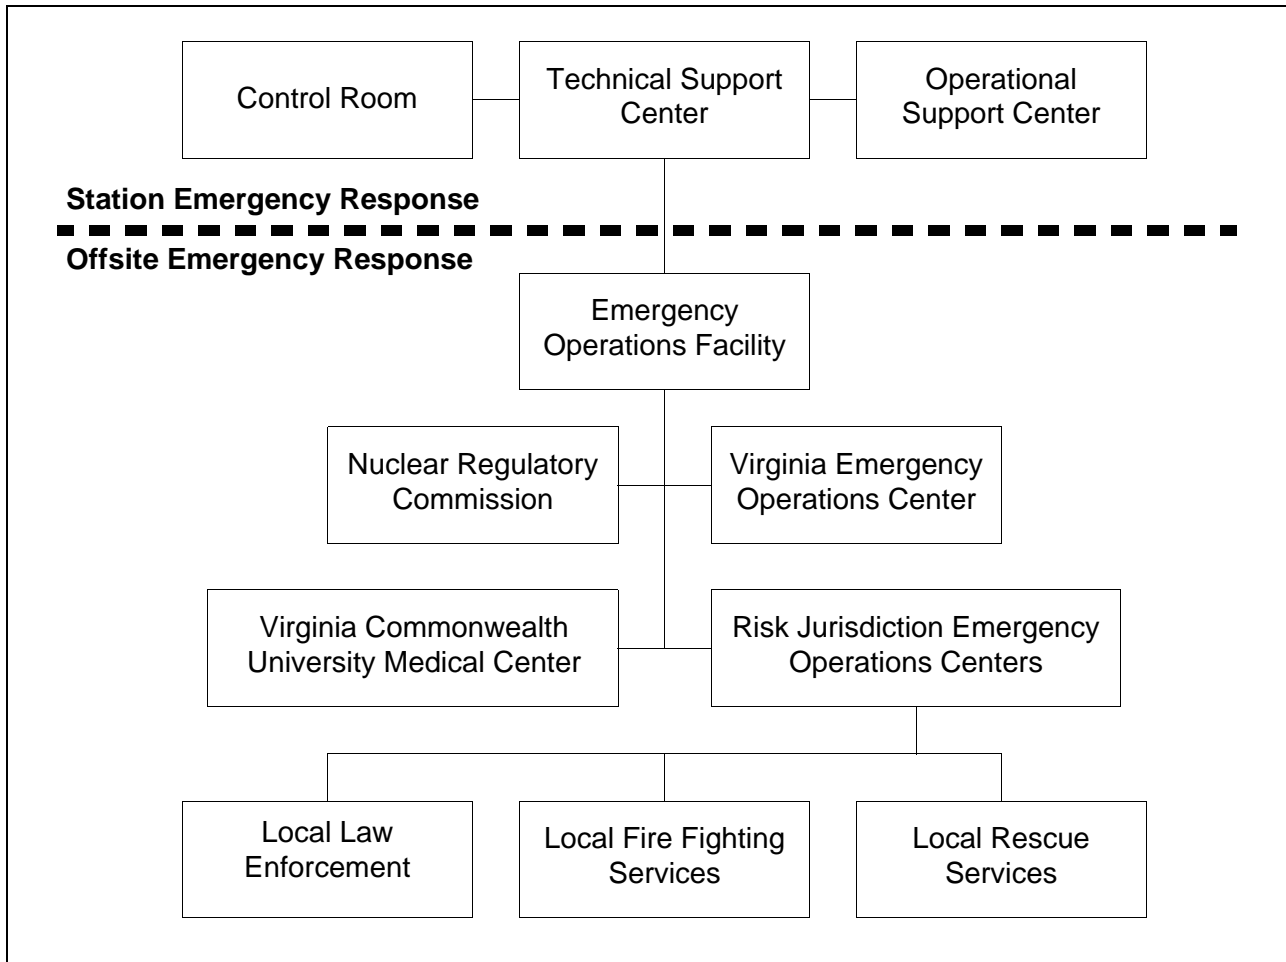 Control Room
Technical Support
Center
Operational
Support Center
Station Emergency Response
Offsite Emergency Response
Emergency
Operations Facility
Nuclear Regulatory
Commission
Virginia Emergency
Operations Center
Virginia Commonwealth
University Medical Center
Risk Jurisdiction Emergency
Operations Centers
Local Law
Enforcement
Local Fire Fighting
Services
Local Rescue
Services